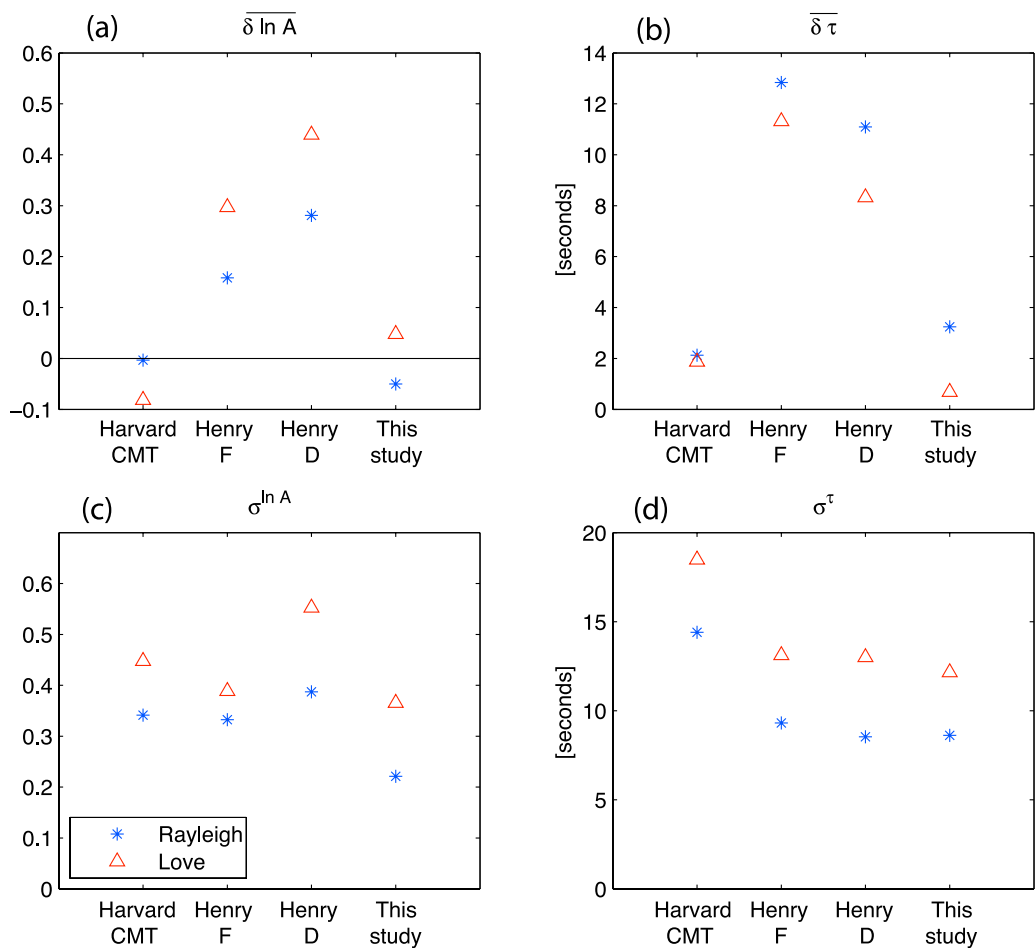 (a)
δ ln A
0.6
0.5
0.4
0.3
0.2
0.1
0
−0.1
Harvard CMT
Henry F
Henry D
This study
(b)
δ τ
14
12
10
8
6
4
2
0
[seconds]
Harvard CMT
Henry F
Henry D
This study
(c)
σ^ln A
0.6
0.5
0.4
0.3
0.2
0.1
0
Rayleigh
Love
Harvard CMT
Henry F
Henry D
This study
(d)
σ^τ
20
15
10
5
0
[seconds]
Harvard CMT
Henry F
Henry D
This study